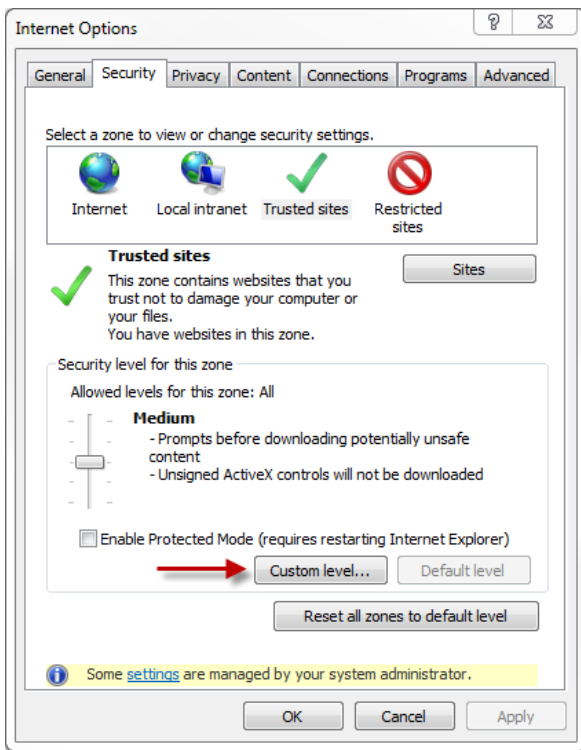 Internet Options
General Security Privacy Content Connections Programs Advanced
Select a zone to view or change security settings.
Internet Local intranet Trusted sites Restricted
sites
Trusted sites
Sites
This zone contains websites that you
trust not to damage your computer or
your files.
You have websites in this zone.
Security level for this zone
Allowed levels for this zone: All
Medium
- Prompts before downloading potentially unsafe
content
- Unsigned ActiveX controls will not be downloaded
Enable Protected Mode (requires restarting Internet Explorer)
Custom level... Default level
Reset all zones to default level
Some settings are managed by your system administrator.
OK Cancel Apply